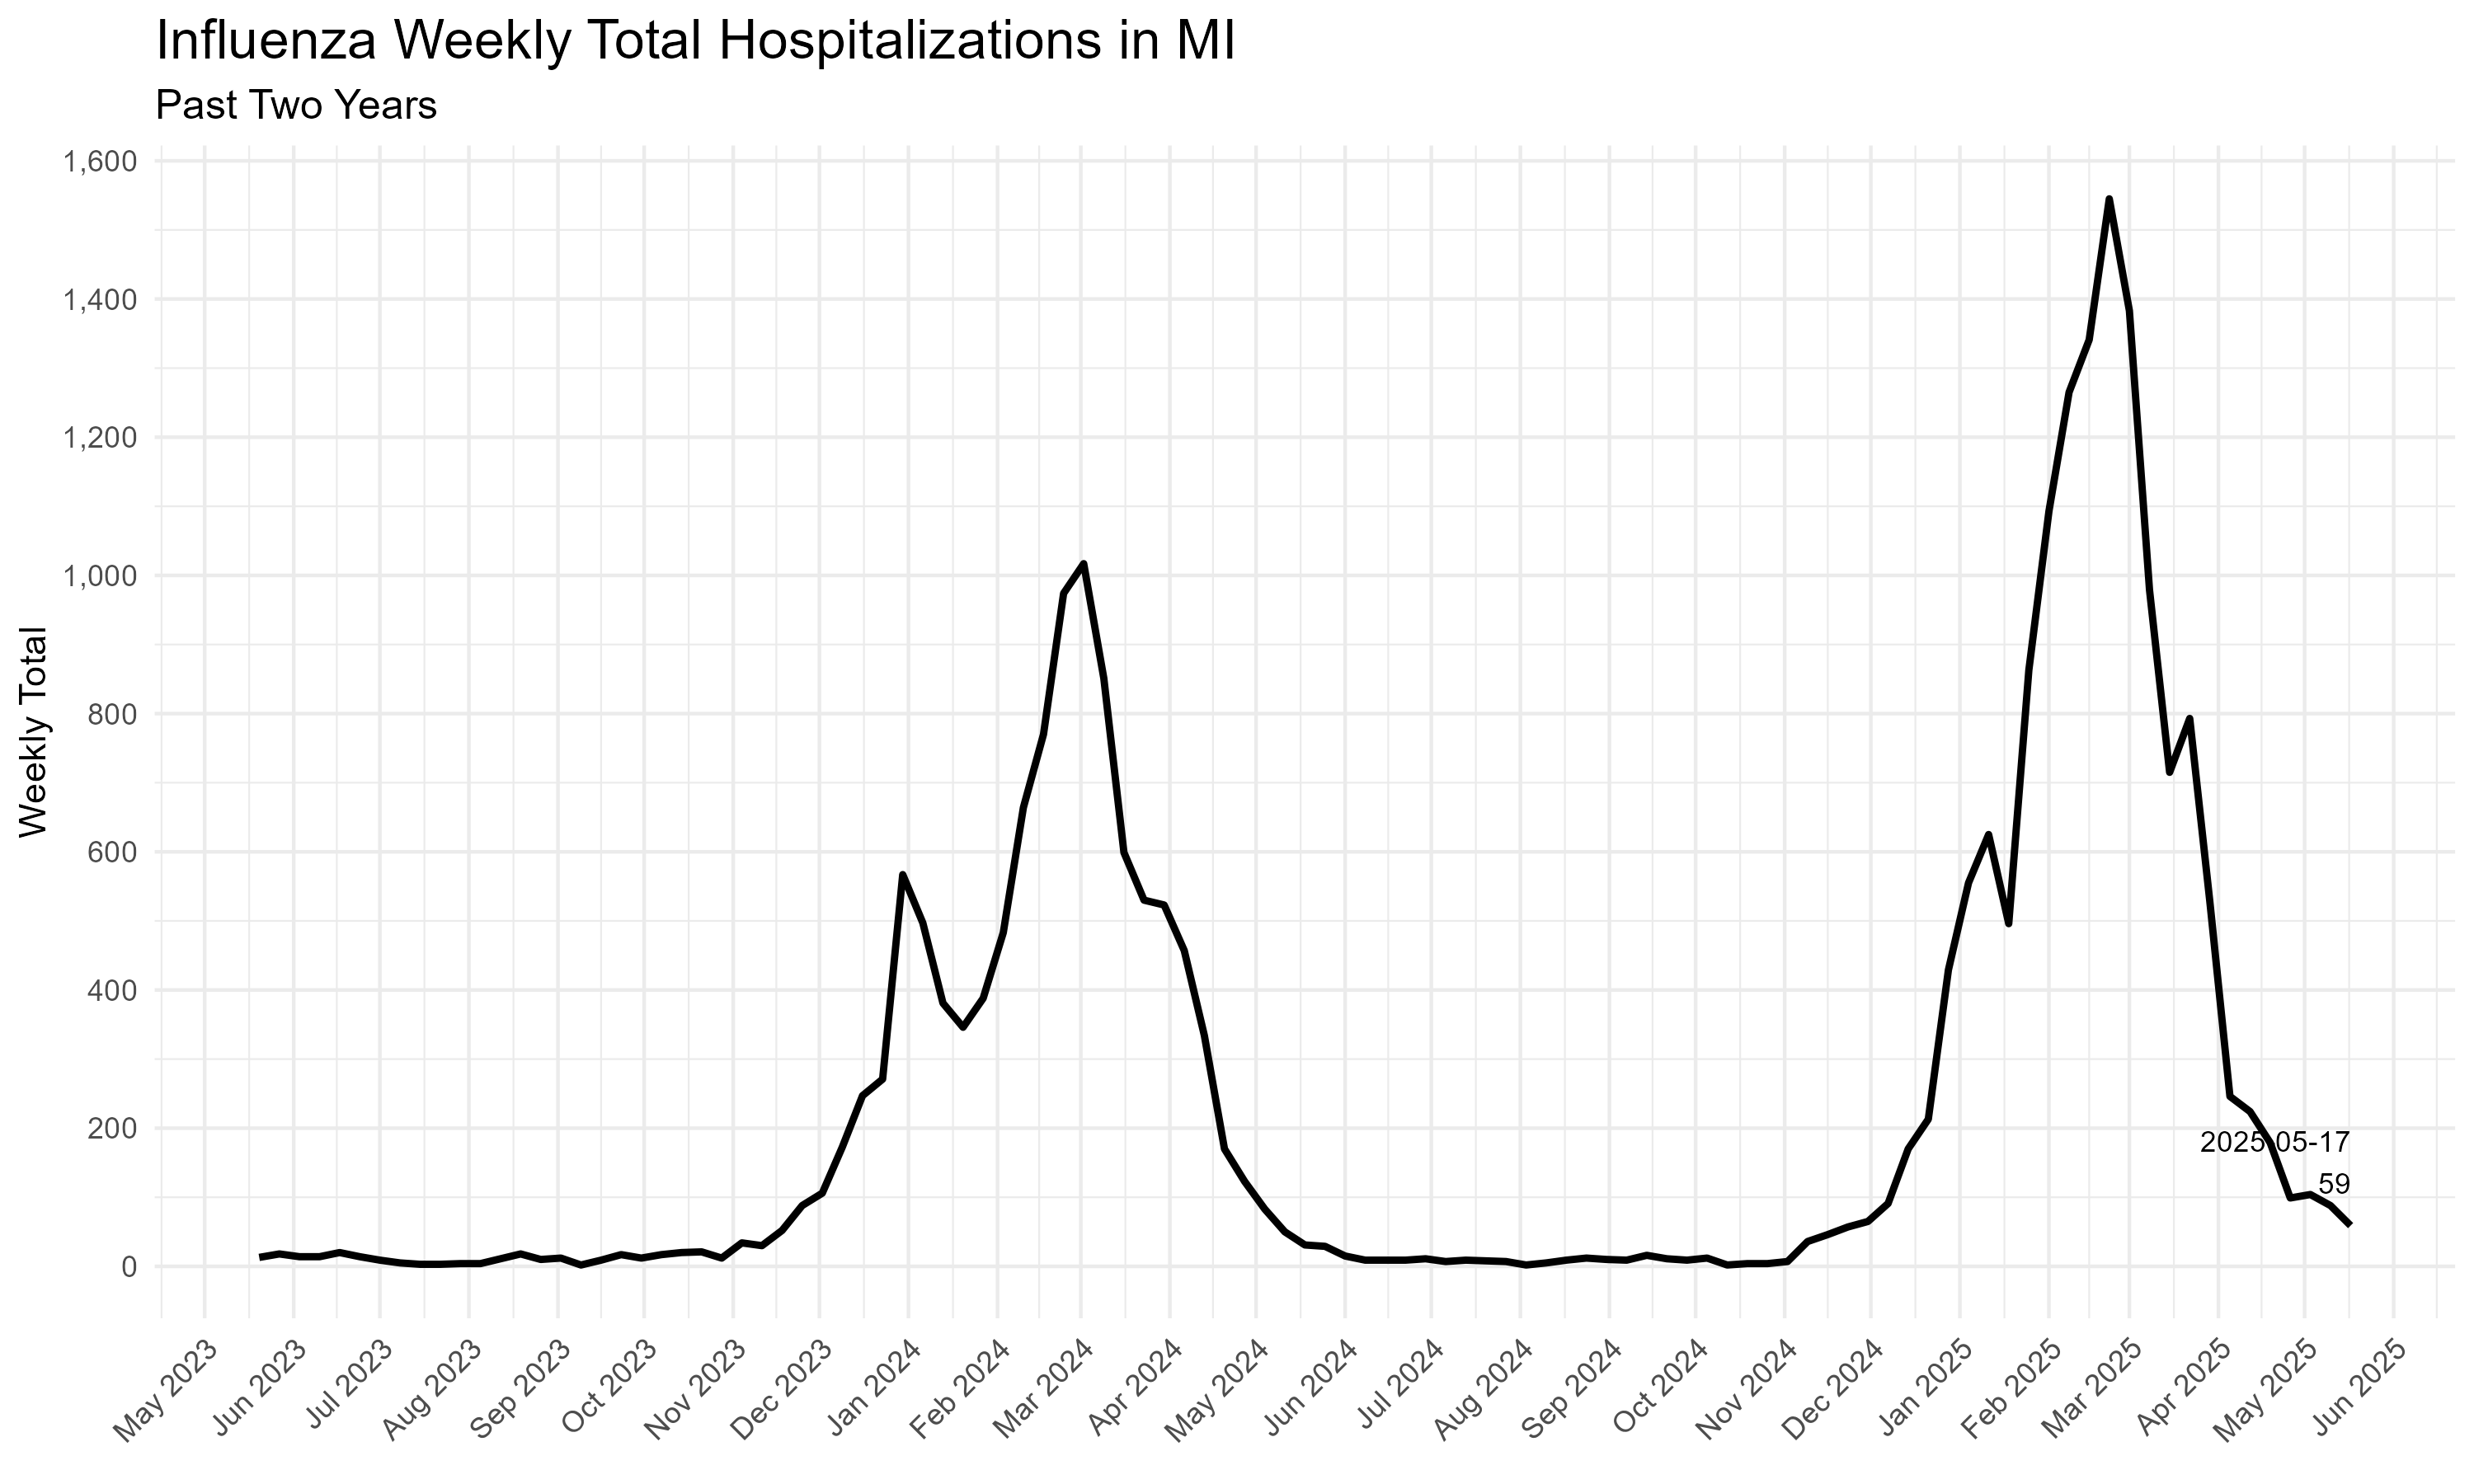 Influenza Weekly Total Hospitalizations in MI
Past Two Years
1,600
1,400
1,200
1,000
800
600
400
200
0
Weekly Total
2025-05-17
59
May 2023
Jun 2023
Jul 2023
Aug 2023
Sep 2023
Oct 2023
Nov 2023
Dec 2023
Jan 2024
Feb 2024
Mar 2024
Apr 2024
May 2024
Jun 2024
Jul 2024
Aug 2024
Sep 2024
Oct 2024
Nov 2024
Dec 2024
Jan 2025
Feb 2025
Mar 2025
Apr 2025
May 2025
Jun 2025